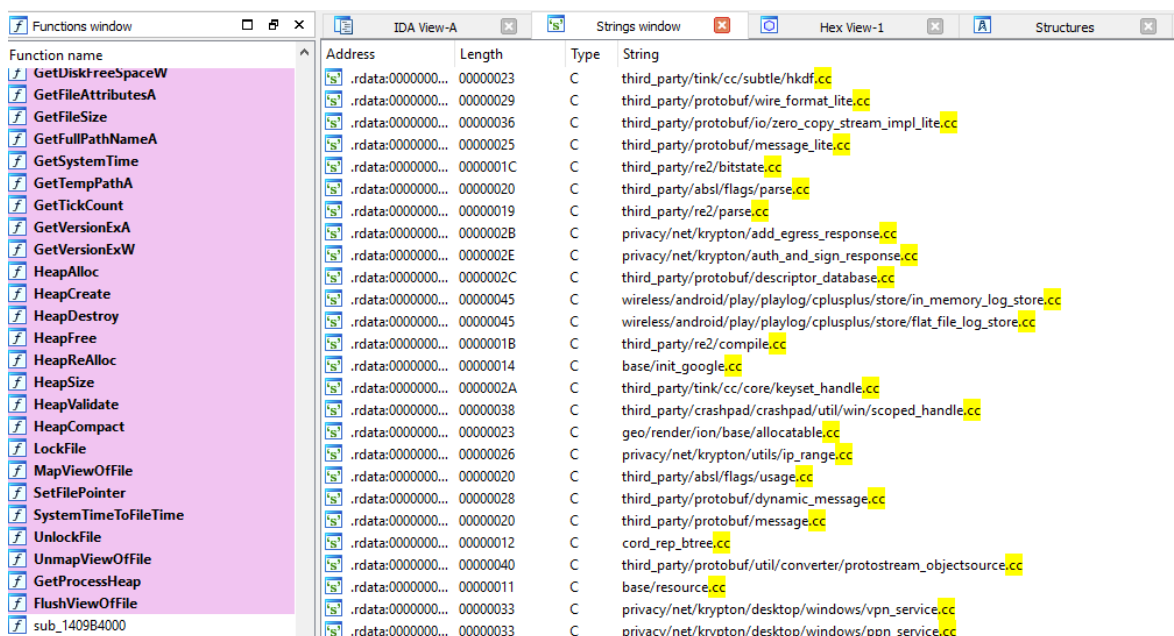 Functions window
IDA View-A
Strings window
Hex View-1
Structures
Function name
GetDiskFreeSpaceW
GetFileAttributesA
GetFileSize
GetFullPathNameA
GetSystemTime
GetTempPathA
GetTickCount
GetVersionExA
GetVersionExW
HeapAlloc
HeapCreate
HeapDestroy
HeapFree
HeapReAlloc
HeapSize
HeapValidate
HeapCompact
LockFile
MapViewOfFile
SetFilePointer
SystemTimeToFileTime
UnlockFile
UnmapViewOfFile
GetProcessHeap
FlushViewOfFile
sub_1409B4000
Address Length Type String
.rdata:0000000... 00000023 C third_party/tink/cc/subtle/hkdf.cc
.rdata:0000000... 00000029 C third_party/protobuf/wire_format_lite.cc
.rdata:0000000... 00000036 C third_party/protobuf/io/zero_copy_stream_impl_lite.cc
.rdata:0000000... 00000025 C third_party/protobuf/message_lite.cc
.rdata:0000000... 0000001C C third_party/re2/bitstate.cc
.rdata:0000000... 00000020 C third_party/absl/flags/parse.cc
.rdata:0000000... 00000019 C third_party/re2/parse.cc
.rdata:0000000... 0000002B C privacy/net/krypton/add_egress_response.cc
.rdata:0000000... 0000002E C privacy/net/krypton/auth_and_sign_response.cc
.rdata:0000000... 0000002C C third_party/protobuf/descriptor_database.cc
.rdata:0000000... 00000045 C wireless/android/play/playlog/cplusplus/store/in_memory_log_store.cc
.rdata:0000000... 00000045 C wireless/android/play/playlog/cplusplus/store/flat_file_log_store.cc
.rdata:0000000... 0000001B C third_party/re2/compile.cc
.rdata:0000000... 00000014 C base/init_google.cc
.rdata:0000000... 0000002A C third_party/tink/cc/core/keyset_handle.cc
.rdata:0000000... 00000038 C third_party/crashpad/crashpad/util/win/scoped_handle.cc
.rdata:0000000... 00000023 C geo/render/ion/base/allocatable.cc
.rdata:0000000... 00000026 C privacy/net/krypton/utils/ip_range.cc
.rdata:0000000... 00000020 C third_party/absl/flags/usage.cc
.rdata:0000000... 00000028 C third_party/protobuf/dynamic_message.cc
.rdata:0000000... 00000020 C third_party/protobuf/message.cc
.rdata:0000000... 00000012 C cord_rep_btree.cc
.rdata:0000000... 00000040 C third_party/protobuf/util/converter/protostream_objectsource.cc
.rdata:0000000... 00000011 C base/resource.cc
.rdata:0000000... 00000033 C privacy/net/krypton/desktop/windows/vpn_service.cc
.rdata:0000000... 00000033 C privacy/net/krypton/desktop/windows/ppn_service.cc